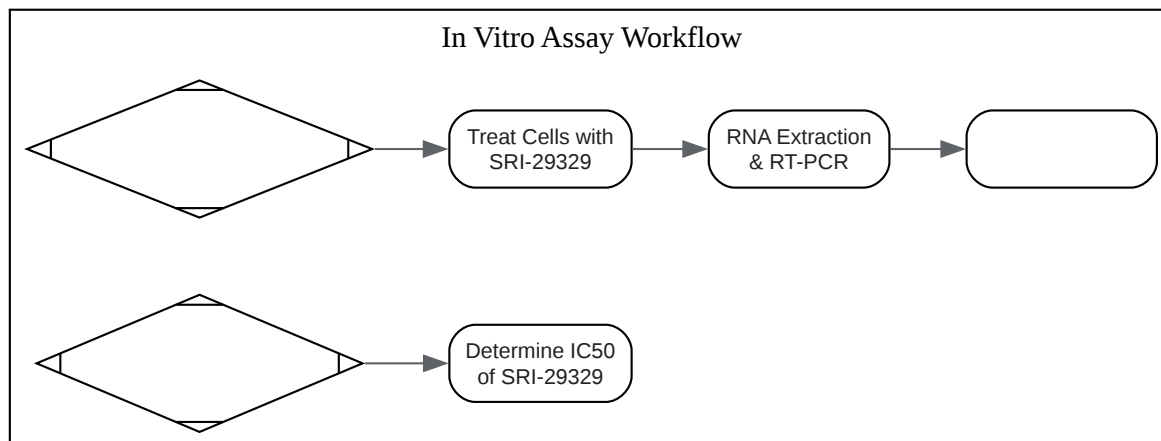 In Vitro Assay Workflow
Treat Cells with
SRI-29329
RNA Extraction
& RT-PCR
Determine IC50
of SRI-29329